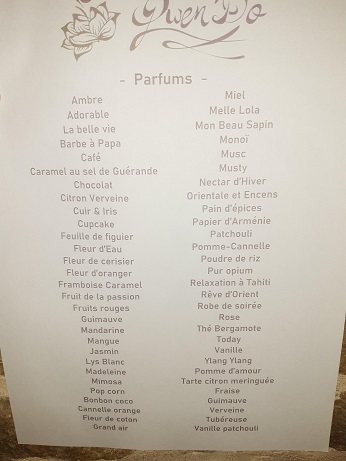 Gwen Do
- Parfums -
Ambre
Adorable
La belle vie
Barbe à Papa
Café
Caramel au sel de Guérande
Chocolat
Citron Verveine
Cuir & Iris
Cupcake
Feuille de figuier
Fleur d'Eau
Fleur de cerisier
Fleur d'oranger
Framboise Caramel
Fruit de la passion
Fruits rouges
Guimauve
Mandarine
Mangue
Jasmin
Lys Blanc
Madeleine
Mimosa
Pop corn
Bonbon coco
Cannelle orange
Fleur de coton
Grand air
Miel
Melle Lola
Mon Beau Sapin
Monoï
Musc
Musty
Nectar d'Hiver
Orientale et Encens
Pain d'épices
Papier d'Arménie
Patchouli
Pomme-Cannelle
Poudre de riz
Pur opium
Relaxation à Tahiti
Rêve d'Orient
Robe de soirée
Rose
Thé Bergamote
Today
Vanille
Ylang Ylang
Pomme d'amour
Tarte citron meringuée
Fraise
Guimauve
Verveine
Tubéreuse
Vanille patchouli